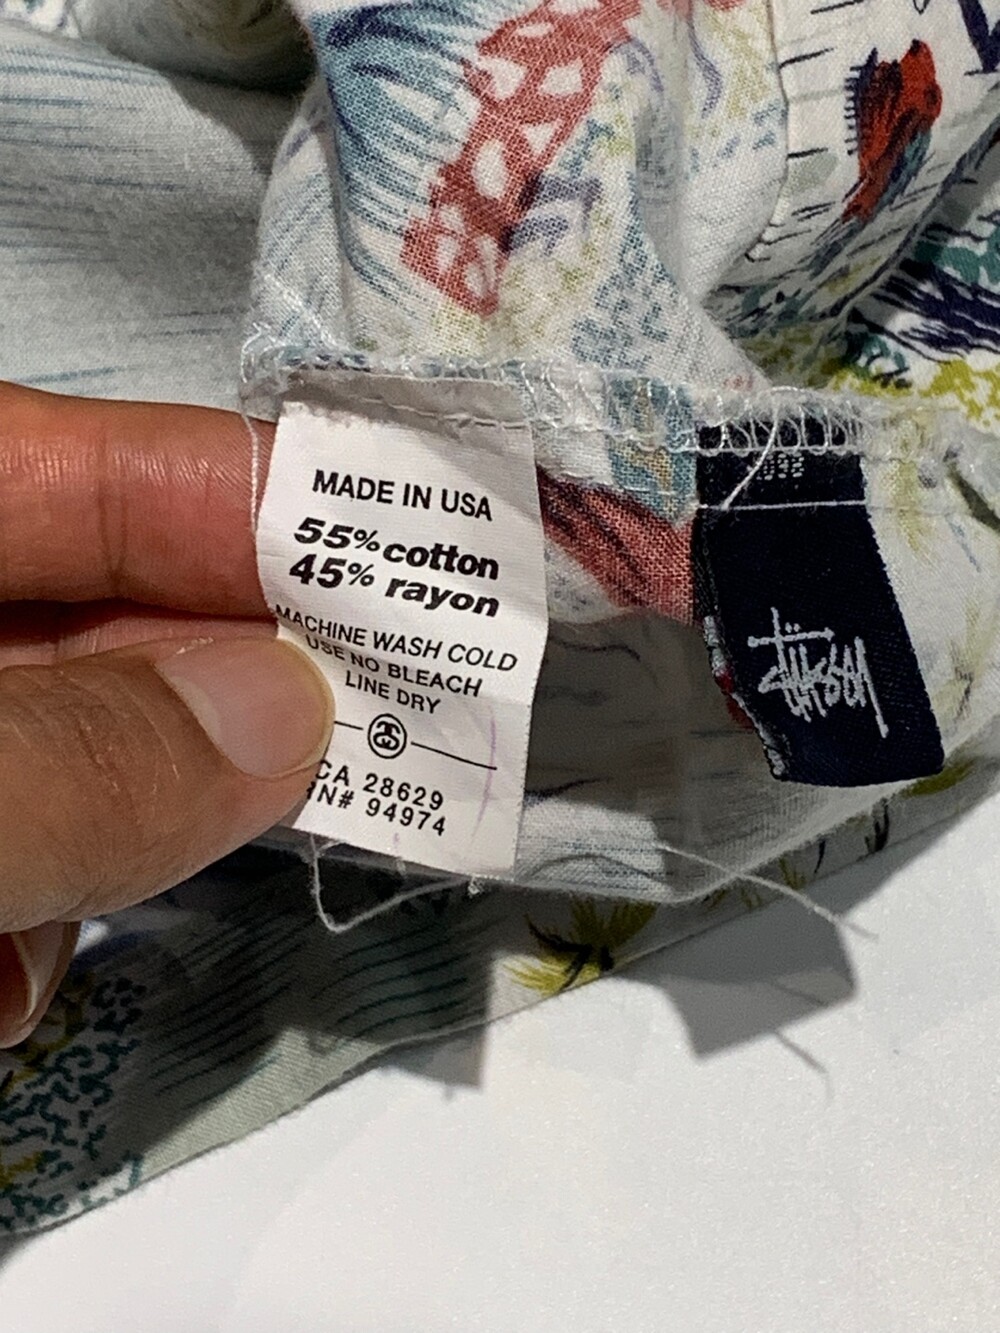 MADE IN USA
55% cotton
45% rayon
MACHINE WASH COLD
USE NO BLEACH
LINE DRY
CA 28629
RN# 94974
Stüssy